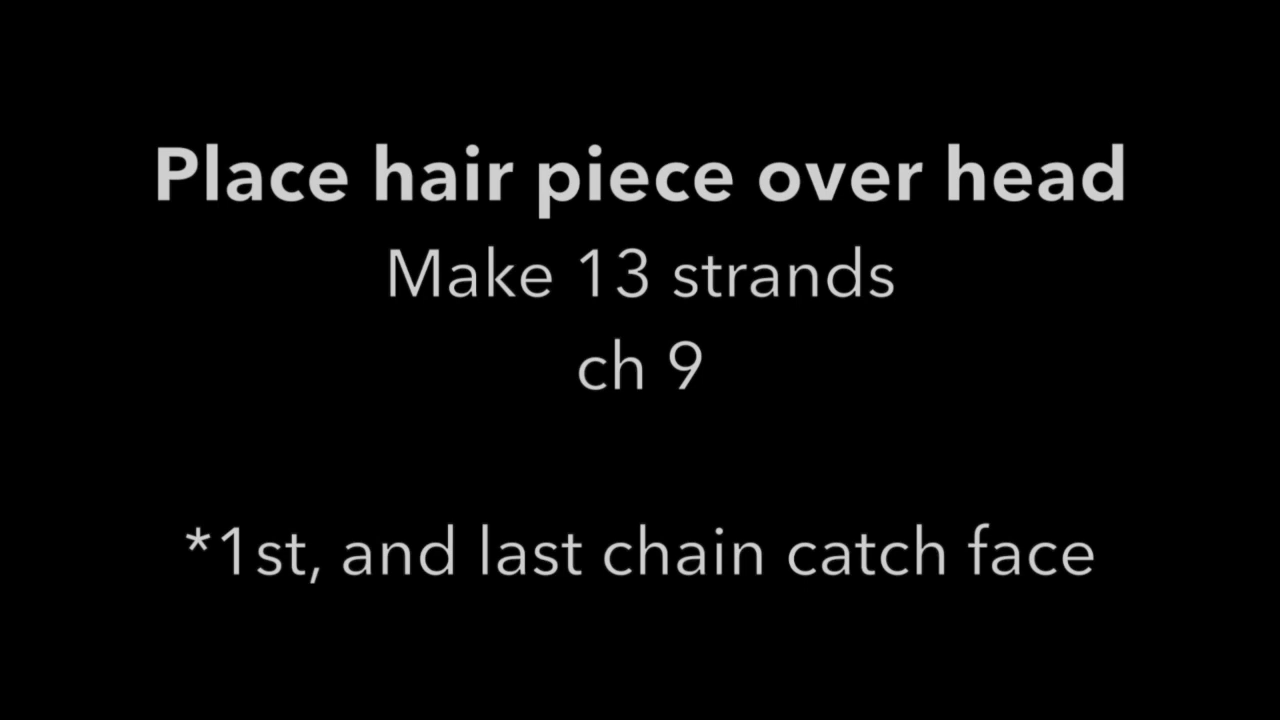 Place hair piece over head
Make 13 strands
ch 9
*1st, and last chain catch face